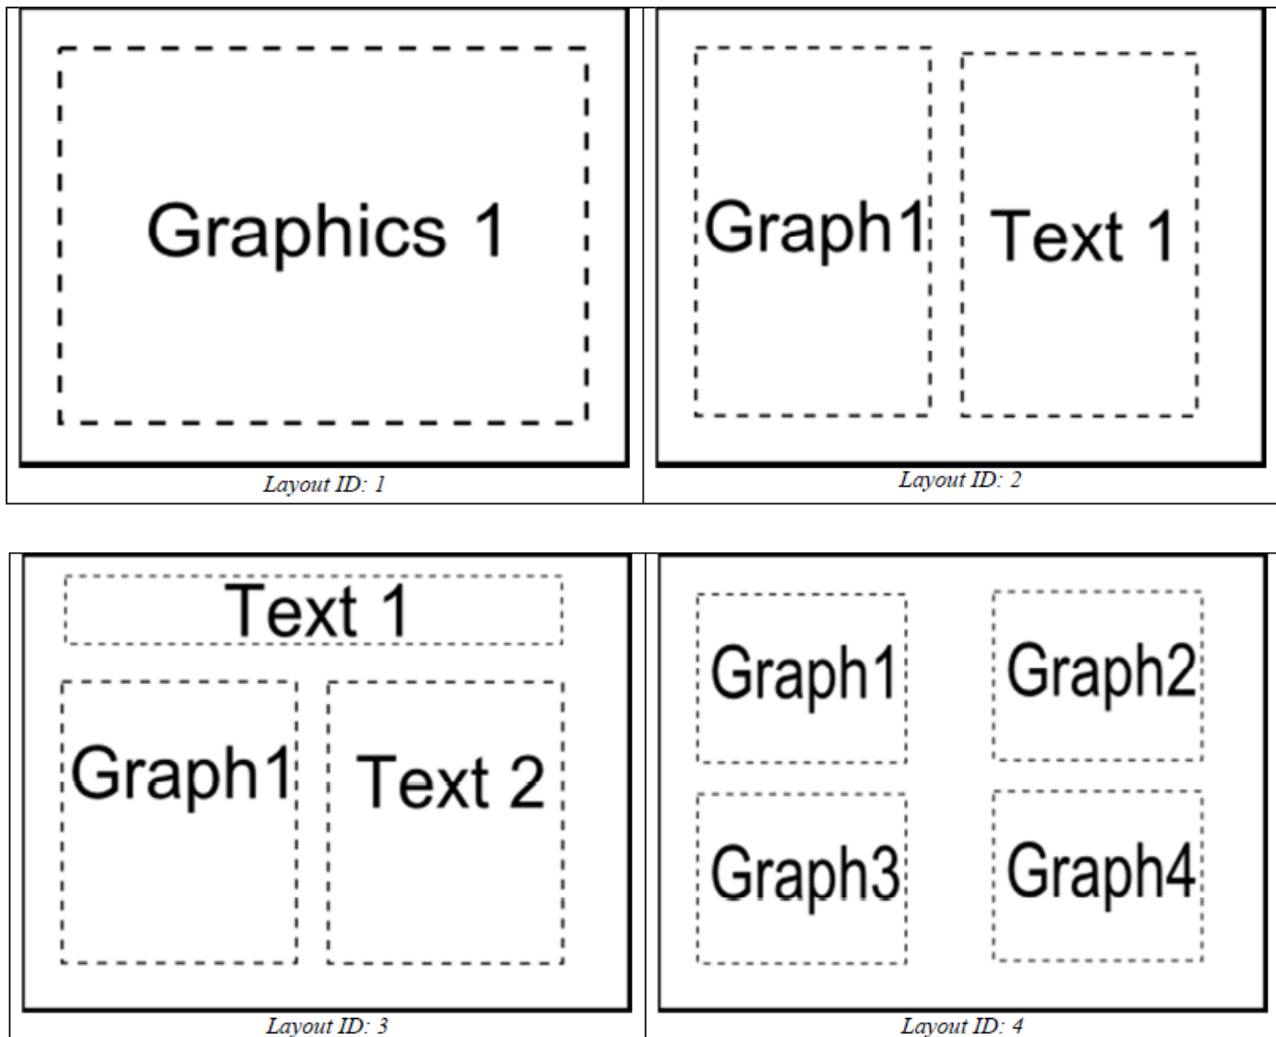 Graphics 1
Layout ID: 1
Graph1 Text 1
Layout ID: 2
Text 1
Graph1 Text 2
Layout ID: 3
Graph1 Graph2
Graph3 Graph4
Layout ID: 4